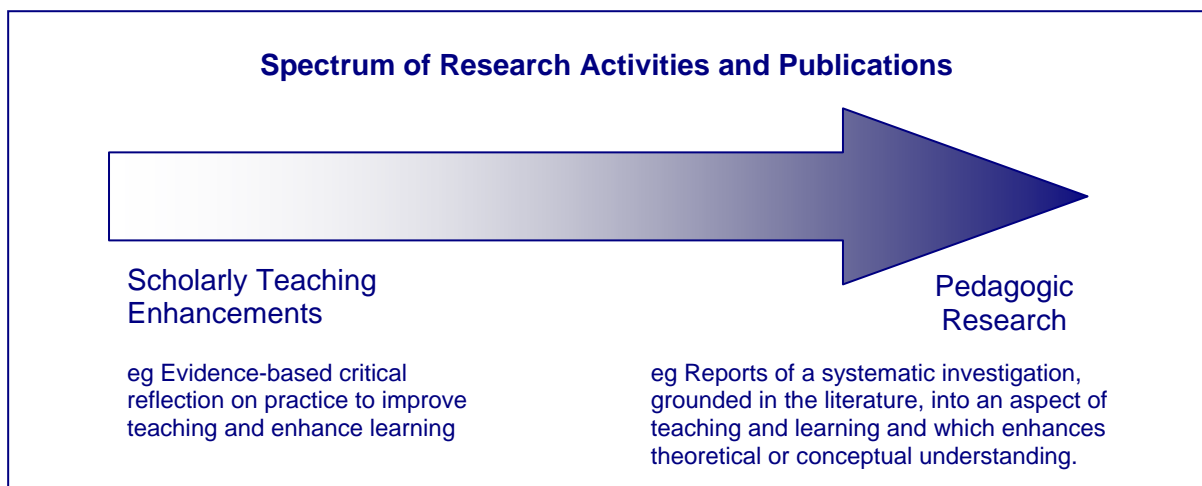 Spectrum of Research Activities and Publications
Scholarly Teaching
Enhancements
eg Evidence-based critical
reflection on practice to improve
teaching and enhance learning
Pedagogic
Research
eg Reports of a systematic investigation,
grounded in the literature, into an aspect of
teaching and learning and which enhances
theoretical or conceptual understanding.